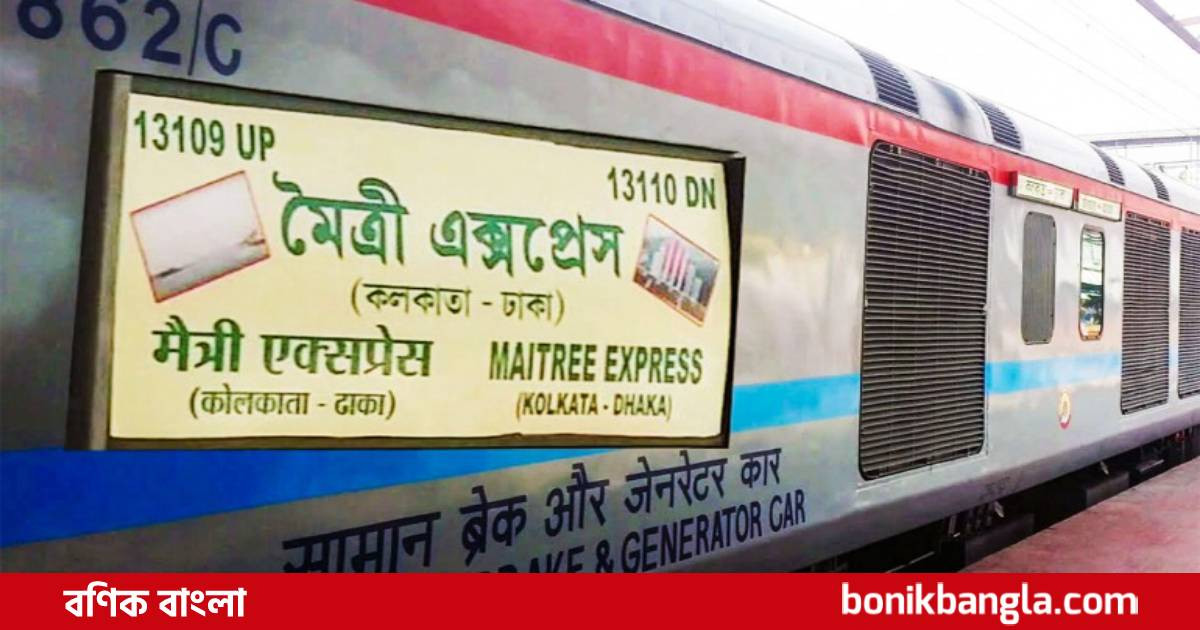 862/C
13109 UP
13110 DN
মৈত্রী এক্সপ্রেস
(কলকাতা - ঢাকা)
मैत्री एक्सप्रेस
MAITREE EXPRESS
(कोलकाता - ढाका)
(KOLKATA - DHAKA)
सामान ब्रेक और जेनरेटर कार
& GENERATOR CAR
বণিক বাংলা
bonikbangla.com